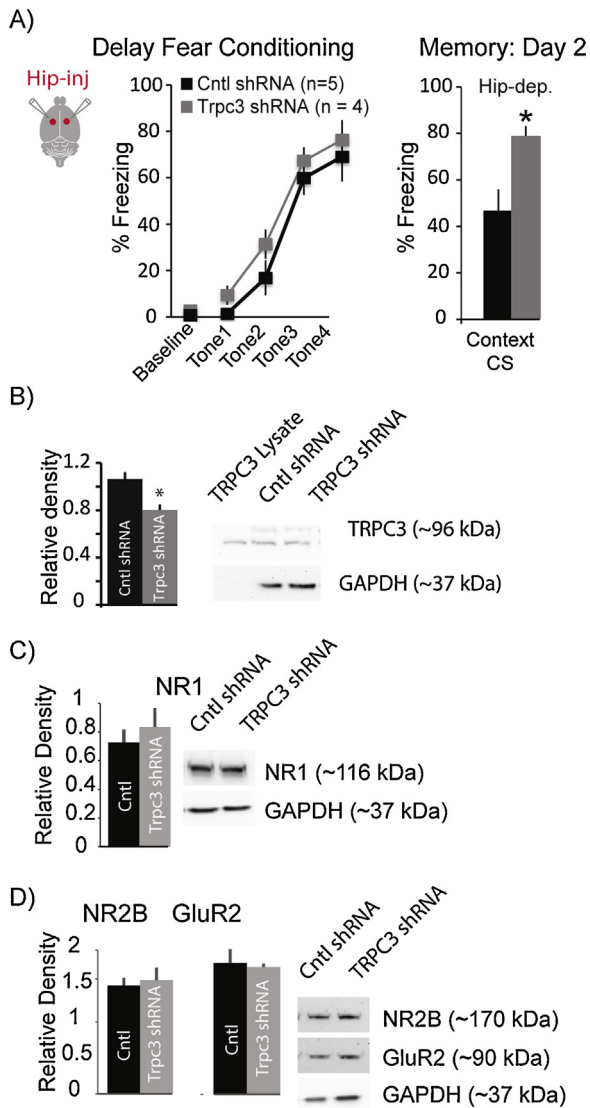 A)
Delay Fear Conditioning
Memory: Day 2
Hip-inj
Cntl shRNA (n=5)
Trpc3 shRNA (n = 4)
% Freezing
100
80
60
40
20
0
Baseline
Tone1
Tone2
Tone3
Tone4
Hip-dep.
*
% Freezing
100
80
60
40
20
0
Context
CS
B)
Relative density
1.2
0.8
0.4
0
Cntl shRNA
Trpc3 shRNA
*
TRPC3 Lysate
Cntl shRNA
TRPC3 shRNA
TRPC3 (~96 kDa)
GAPDH (~37 kDa)
C)
NR1
Relative Density
1
0.8
0.6
0.4
0.2
0
Cntl
Trpc3 shRNA
Cntl shRNA
TRPC3 shRNA
NR1 (~116 kDa)
GAPDH (~37 kDa)
D)
NR2B GluR2
Relative Density
2
1.5
1
0.5
0
Cntl
Trpc3 shRNA
Cntl
Trpc3 shRNA
Cntl shRNA
TRPC3 shRNA
NR2B (~170 kDa)
GluR2 (~90 kDa)
GAPDH (~37 kDa)